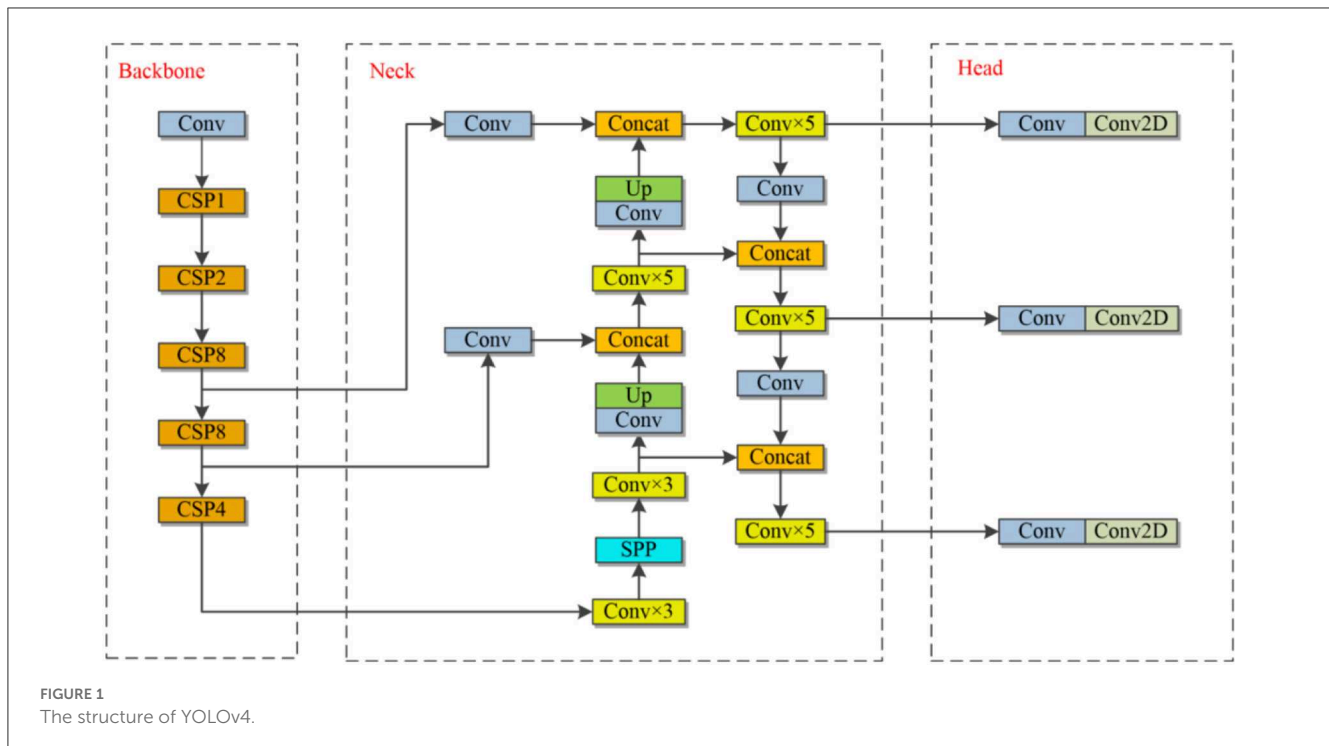 Backbone
Neck
Head
Conv
Conv
Concat
Conv×5
Conv
Conv2D
CSP1
Up
Conv
Conv
CSP2
Concat
Conv×5
Conv×5
Conv
Conv2D
CSP8
Conv
Concat
Up
Conv
Conv
CSP8
Concat
CSP4
Conv×3
SPP
Conv×5
Conv
Conv2D
Conv×3
FIGURE 1
The structure of YOLOv4.